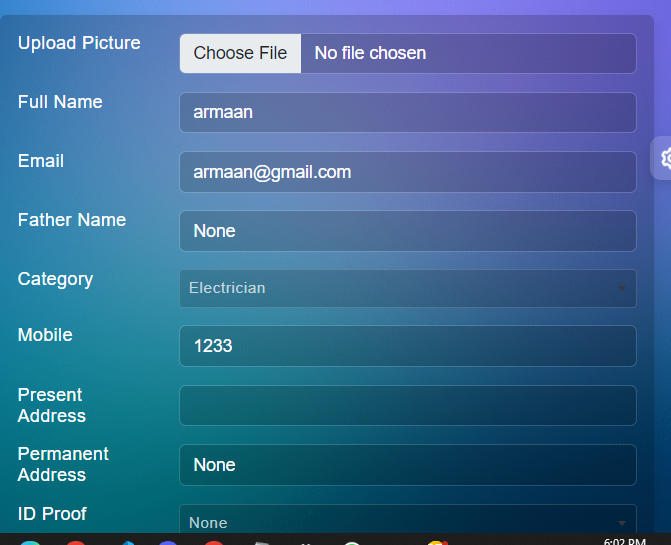 Upload Picture
Choose File No file chosen
Full Name
armaan
Email
armaan@gmail.com
Father Name
None
Category
Electrician
Mobile
1233
Present
Address
Permanent
Address
None
ID Proof
None
6:02 PM